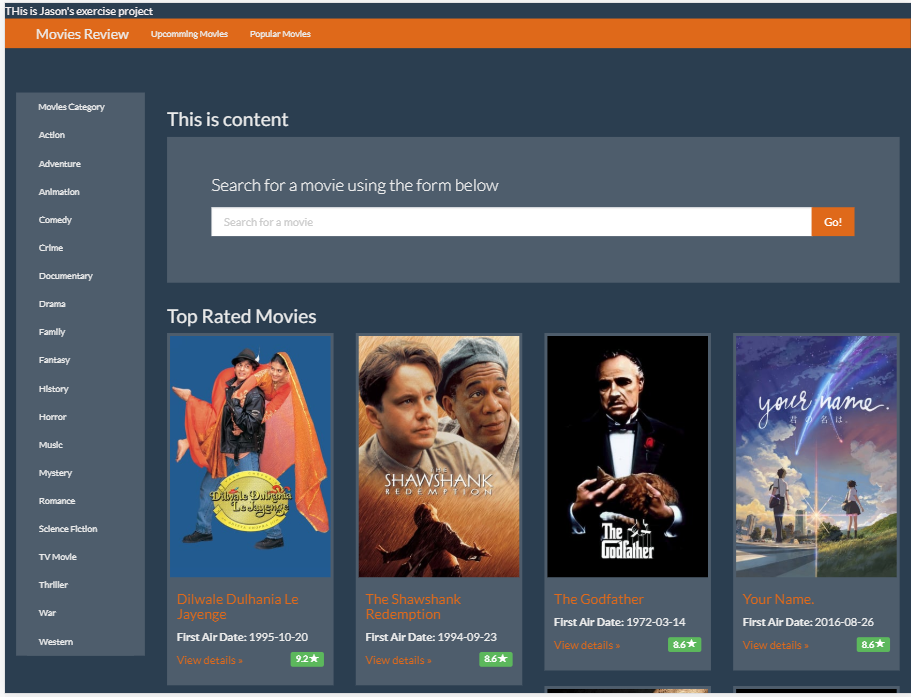 THis is Jason's exercise project
Movies Review
Upcomming Movies
Popular Movies
Movies Category
Action
Adventure
Animation
Comedy
Crime
Documentary
Drama
Family
Fantasy
History
Horror
Music
Mystery
Romance
Science Fiction
TV Movie
Thriller
War
Western
This is content
Search for a movie using the form below
Search for a movie
Go!
Top Rated Movies
Dilwale Dulhania
Le Jayenge
Dilwale Dulhania Le
Jayenge
First Air Date: 1995-10-20
View details »
9.2★
THE
SHAWSHANK
REDEMPTION
The Shawshank
Redemption
First Air Date: 1994-09-23
View details »
8.6★
The
Godfather
The Godfather
First Air Date: 1972-03-14
View details »
8.6★
your name.
君の名は。
Your Name.
First Air Date: 2016-08-26
View details »
8.6★